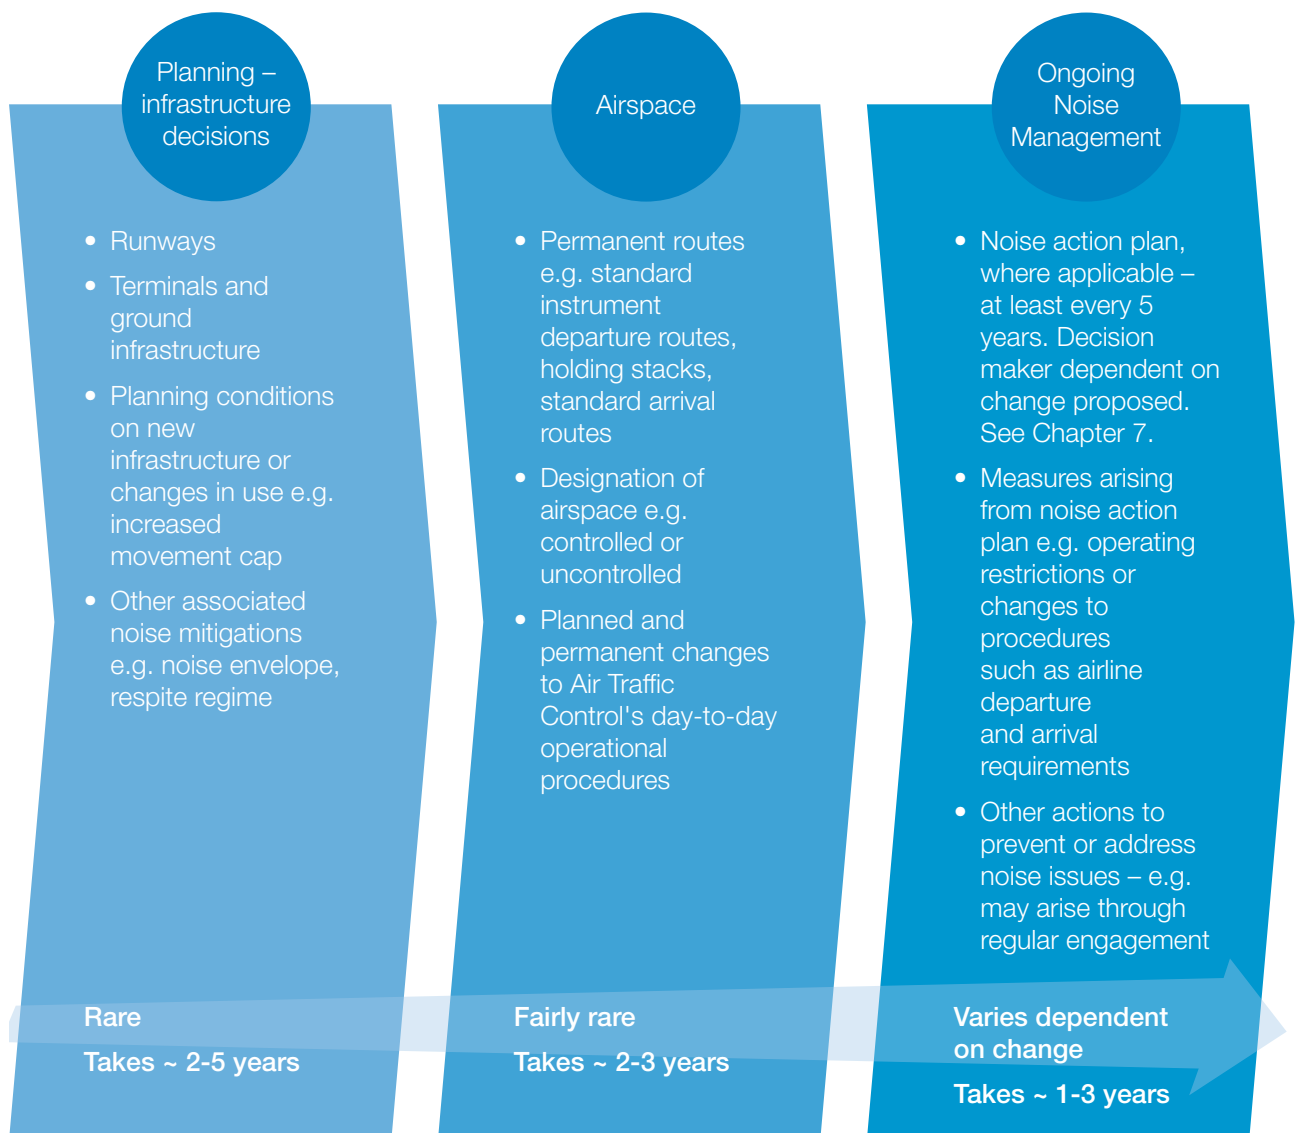 Planning –
infrastructure
decisions
• Runways
• Terminals and
ground
infrastructure
• Planning conditions
on new
infrastructure or
changes in use e.g.
increased
movement cap
• Other associated
noise mitigations
e.g. noise envelope,
respite regime
Rare
Takes ~ 2-5 years
Airspace
• Permanent routes
e.g. standard
instrument
departure routes,
holding stacks,
standard arrival
routes
• Designation of
airspace e.g.
controlled or
uncontrolled
• Planned and
permanent changes
to Air Traffic
Control's day-to-day
operational
procedures
Fairly rare
Takes ~ 2-3 years
Ongoing
Noise
Management
• Noise action plan,
where applicable –
at least every 5
years. Decision
maker dependent on
change proposed.
See Chapter 7.
• Measures arising
from noise action
plan e.g. operating
restrictions or
changes to
procedures
such as airline
departure
and arrival
requirements
• Other actions to
prevent or address
noise issues – e.g.
may arise through
regular engagement
Varies dependent
on change
Takes ~ 1-3 years